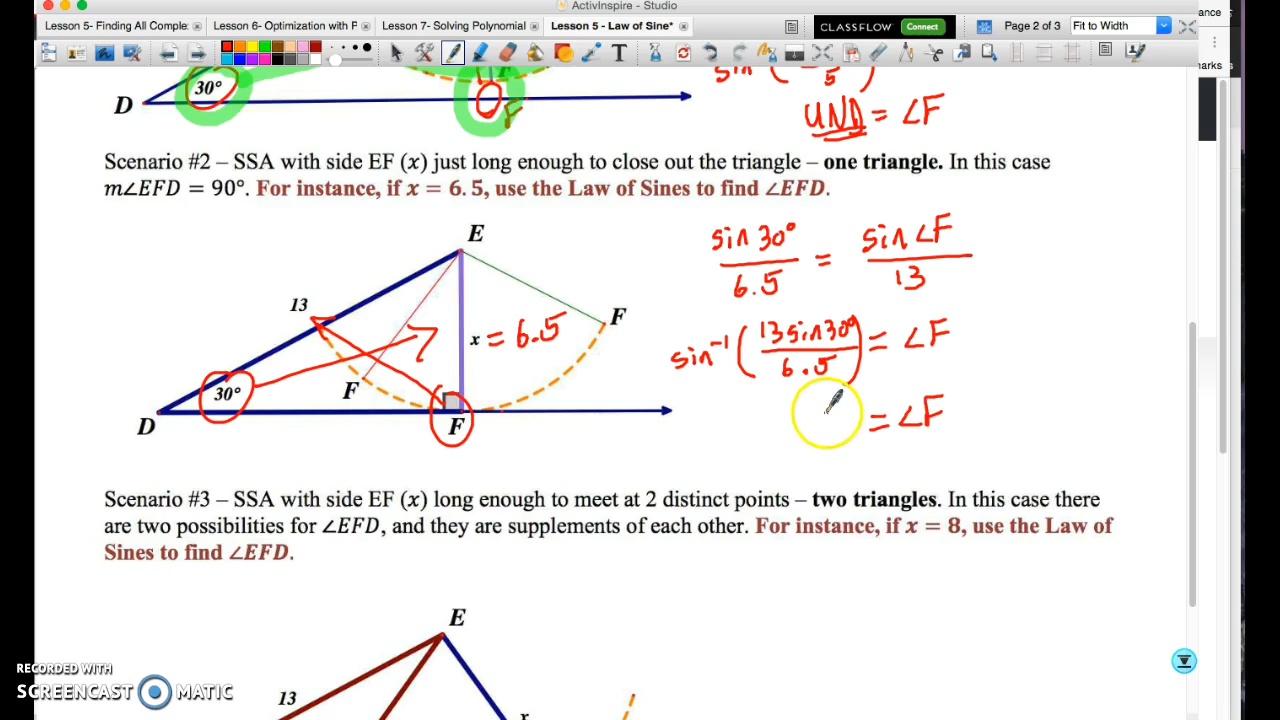 ActivInspire - Studio
ance
Lesson 5-Finding All Comple:
Lesson 6- Optimization with F
Lesson 7- Solving Polynomial
Lesson 5 - Law of Sine*
CLASSFLOW
Connect
Page 2 of 3
Fit to Width
marks
T
30°
D
F
sin
5
UND = ∠F
Scenario #2 – SSA with side EF (x) just long enough to close out the triangle – one triangle. In this case
m∠EFD = 90°. For instance, if x = 6.5, use the Law of Sines to find ∠EFD.
E
13
F
x = 6.5
30°
F
D
F
sin 30° / 6.5 = sin∠F / 13
sin⁻¹ ( 13 sin 30° / 6.5 ) = ∠F
= ∠F
Scenario #3 – SSA with side EF (x) long enough to meet at 2 distinct points – two triangles. In this case there
are two possibilities for ∠EFD, and they are supplements of each other. For instance, if x = 8, use the Law of
Sines to find ∠EFD.
E
13
x
RECORDED WITH
SCREENCAST MATIC